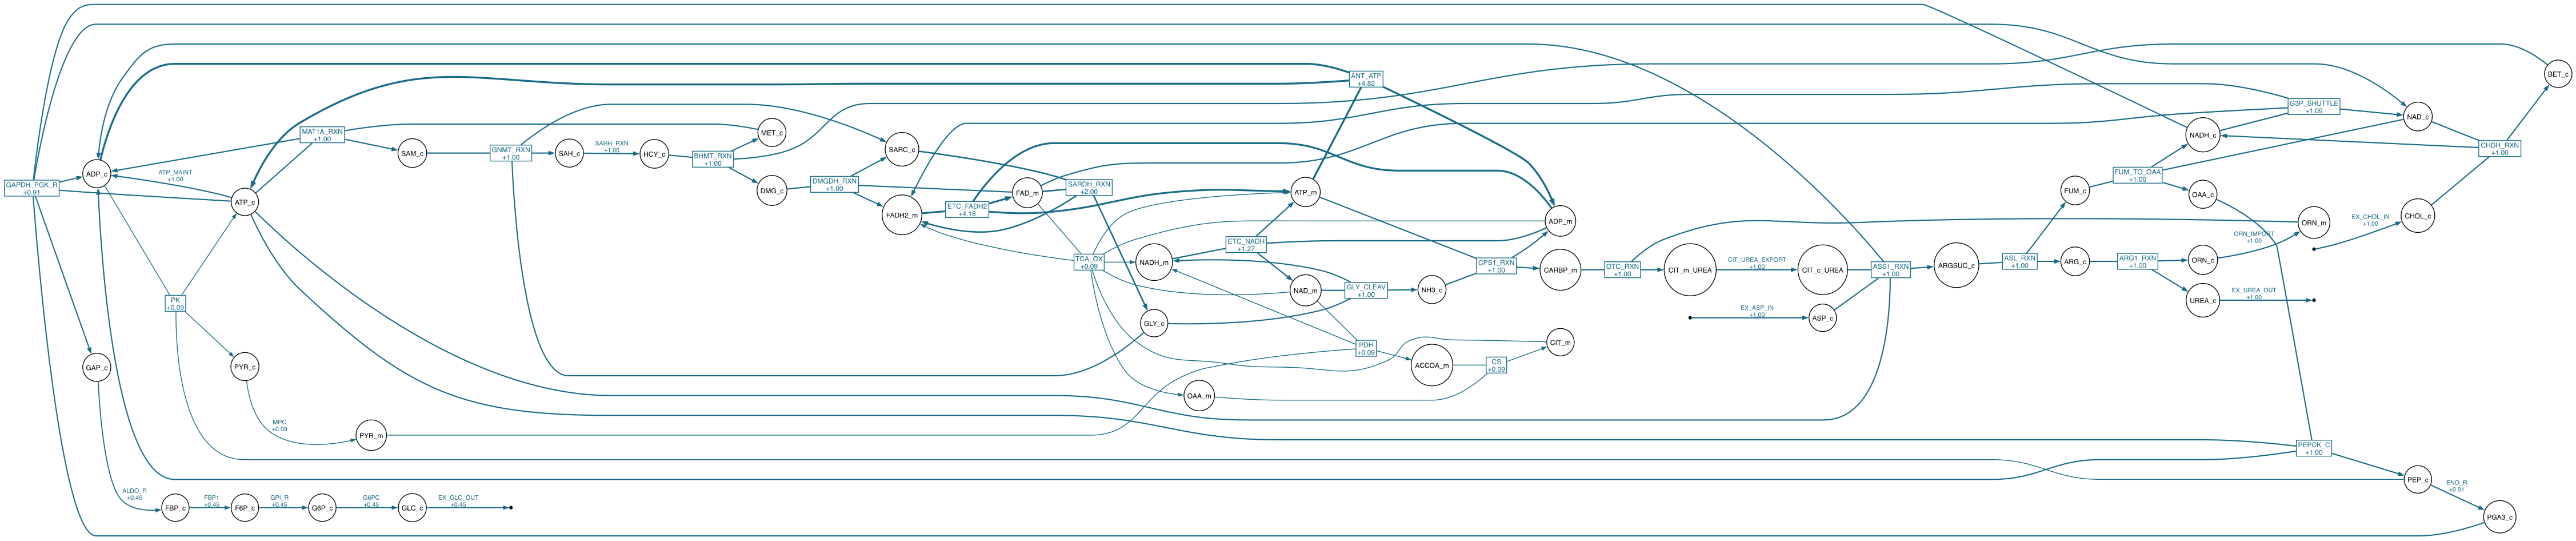 GAPDH_PGK_R
+0.91
ADP_c
ATP_MAINT
+1.00
PK
+0.09
GAP_c
ATP_c
PYR_c
MAT1A_RXN
+1.00
SAM_c
GNMT_RXN
+1.00
SAH_c
SAHH_RXN
+1.00
HCY_c
BHMT_RXN
+1.00
MET_c
DMG_c
DMGDH_RXN
+1.00
SARC_c
FADH2_m
ETC_FADH2
+4.18
FAD_m
SARDH_RXN
+2.00
TCA_OX
+0.09
NADH_m
GLY_c
OAA_m
ETC_NADH
+1.27
ATP_m
NAD_m
ANT_ATP
+4.82
GLY_CLEAV
+1.00
PDH
+0.09
NH3_c
ACCOA_m
CPS1_RXN
+1.00
CS
+0.09
ADP_m
CARBP_m
CIT_m
OTC_RXN
+1.00
CIT_m_UREA
CIT_UREA_EXPORT
+1.00
EX_ASP_IN
+1.00
CIT_c_UREA
ASP_c
ASS1_RXN
+1.00
ARGSUC_c
ASL_RXN
+1.00
FUM_c
ARG_c
FUM_TO_OAA
+1.00
ARG1_RXN
+1.00
NADH_c
OAA_c
ORN_c
UREA_c
ORN_IMPORT
+1.00
EX_UREA_OUT
+1.00
G3P_SHUTTLE
+1.09
ORN_m
NAD_c
EX_CHOL_IN
+1.00
CHOL_c
CHDH_RXN
+1.00
BET_c
PEPCK_C
+1.00
PEP_c
ENO_R
+0.91
PGA3_c
MPC
+0.09
PYR_m
ALDO_R
+0.45
FBP_c
FBP1
+0.45
F6P_c
GPI_R
+0.45
G6P_c
G6PC
+0.45
GLC_c
EX_GLC_OUT
+0.45